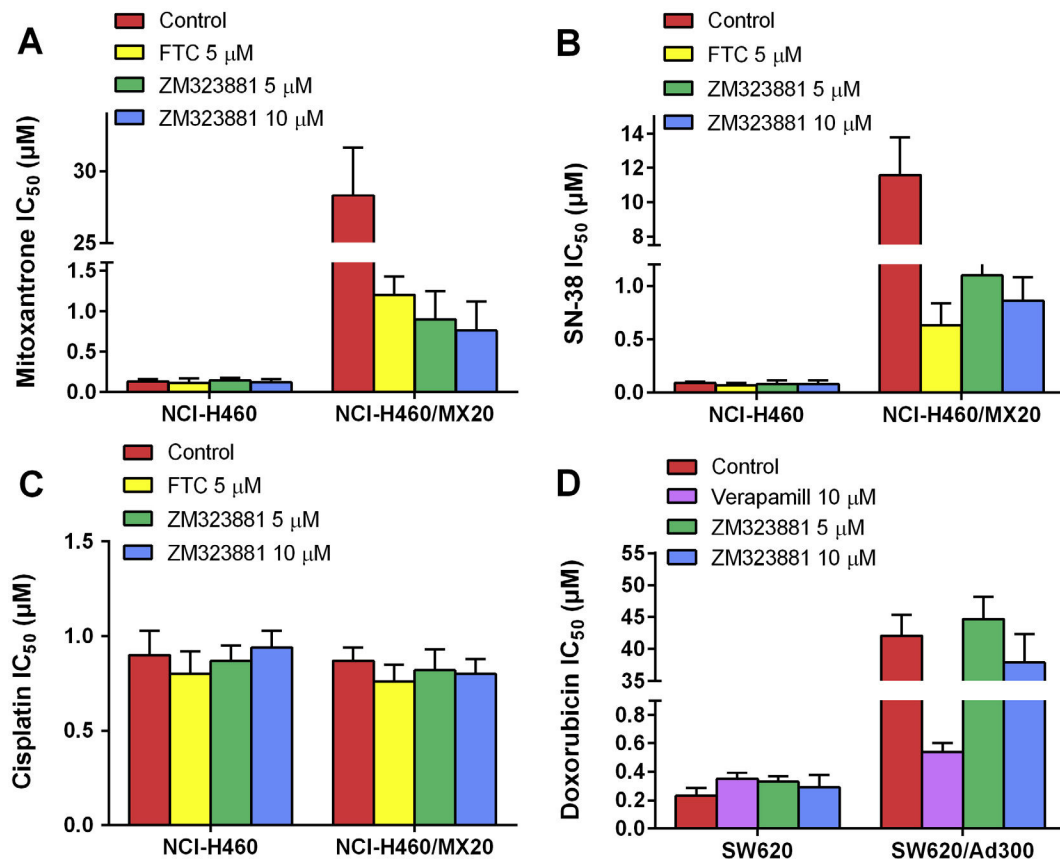 A
Control
FTC 5 μM
ZM323881 5 μM
ZM323881 10 μM
Mitoxantrone IC50 (μM)
30
25
1.5
1.0
0.5
0.0
NCI-H460
NCI-H460/MX20
B
Control
FTC 5 μM
ZM323881 5 μM
ZM323881 10 μM
SN-38 IC50 (μM)
14
12
10
8
1.0
0.5
0.0
NCI-H460
NCI-H460/MX20
C
Control
FTC 5 μM
ZM323881 5 μM
ZM323881 10 μM
Cisplatin IC50 (μM)
1.5
1.0
0.5
0.0
NCI-H460
NCI-H460/MX20
D
Control
Verapamill 10 μM
ZM323881 5 μM
ZM323881 10 μM
Doxorubicin IC50 (μM)
55
45
35
0.8
0.6
0.4
0.2
0.0
SW620
SW620/Ad300